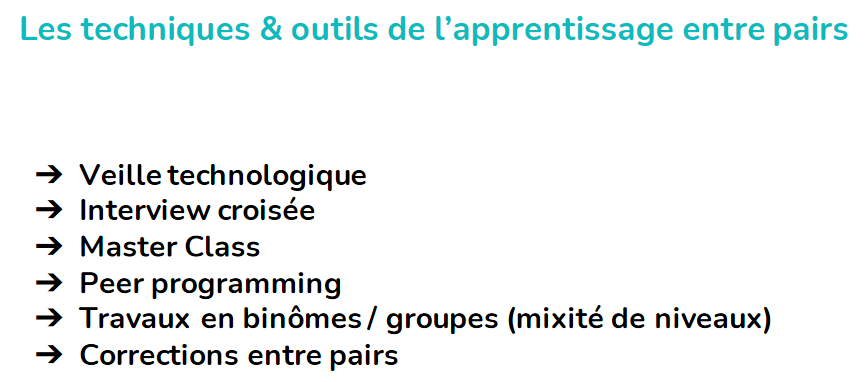 Les techniques & outils de l’apprentissage entre pairs
➔ Veille technologique
➔ Interview croisée
➔ Master Class
➔ Peer programming
➔ Travaux en binômes / groupes (mixité de niveaux)
➔ Corrections entre pairs